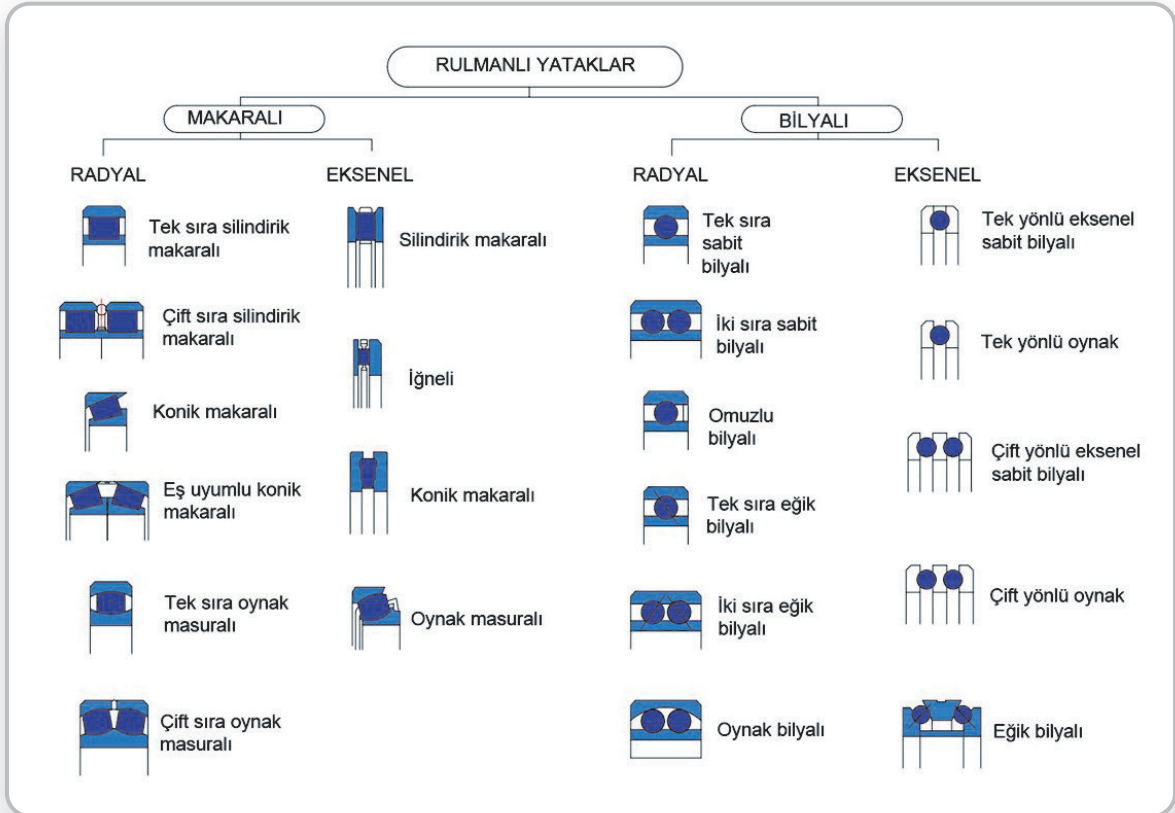 RULMANLI YATAKLAR
MAKARALI
BİLYALI
RADYAL
EKSENEL
RADYAL
EKSENEL
Tek sıra silindirik
makaralı
Çift sıra silindirik
makaralı
Konik makaralı
Eş uyumlu konik
makaralı
Tek sıra oynak
masuralı
Çift sıra oynak
masuralı
Silindirik makaralı
İğneli
Konik makaralı
Oynak masuralı
Tek sıra
sabit
bilyalı
İki sıra sabit
bilyalı
Omuzlu
bilyalı
Tek sıra eğik
bilyalı
İki sıra eğik
bilyalı
Oynak bilyalı
Tek yönlü eksenel
sabit bilyalı
Tek yönlü oynak
Çift yönlü eksenel
sabit bilyalı
Çift yönlü oynak
Eğik bilyalı